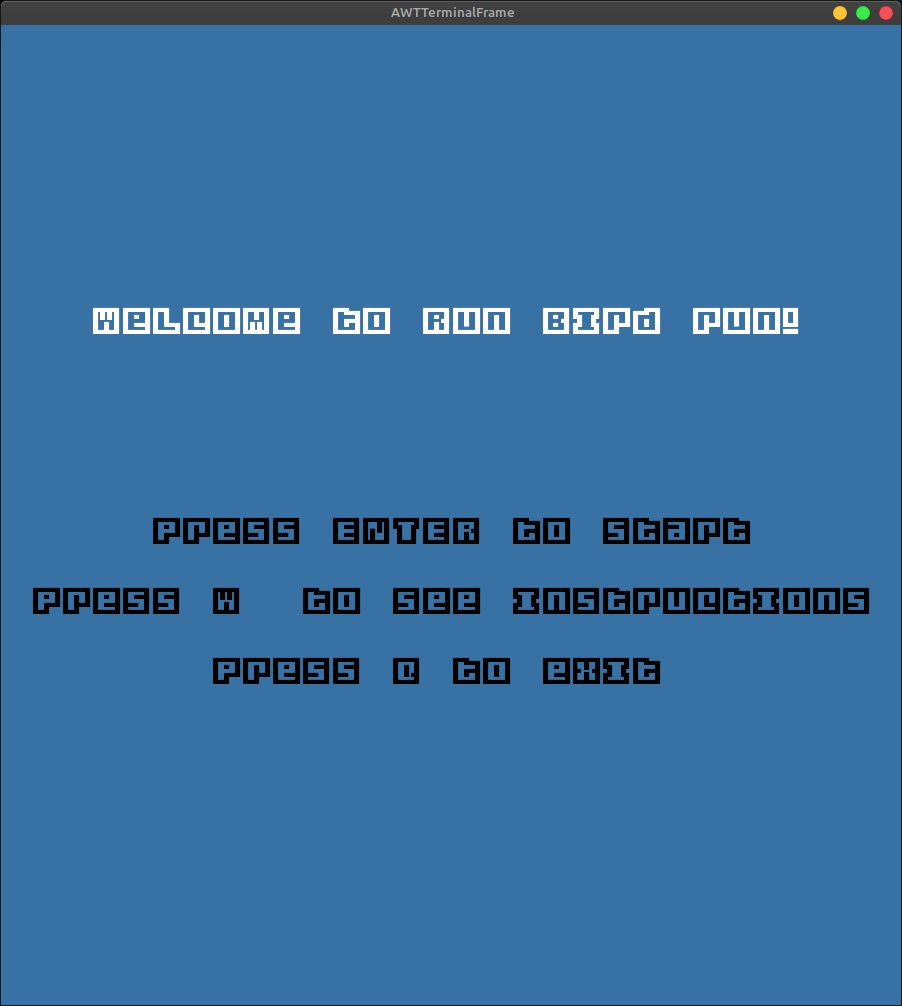 AWTTerminalFrame
Welcome to Run Bird run!
press ENTER to start
press W to see instructions
press Q to exit